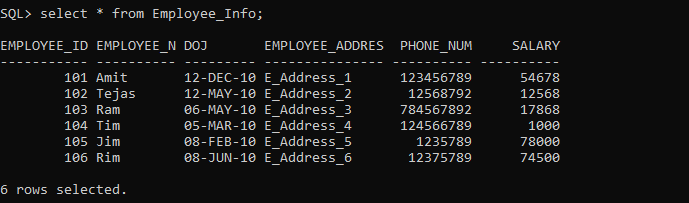 SQL> select * from Employee_Info;
EMPLOYEE_ID EMPLOYEE_N DOJ EMPLOYEE_ADDRES PHONE_NUM SALARY
----------- ---------- --------- --------------- ---------- ----------
101 Amit 12-DEC-10 E_Address_1 123456789 54678
102 Tejas 12-MAY-10 E_Address_2 12568792 12568
103 Ram 06-MAY-10 E_Address_3 784567892 17868
104 Tim 05-MAR-10 E_Address_4 124566789 1000
105 Jim 08-FEB-10 E_Address_5 1235789 78000
106 Rim 08-JUN-10 E_Address_6 12375789 74500
6 rows selected.